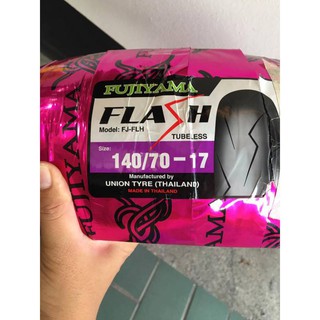 FUJIYAMA
FLASH
Model: FJ-FLH
TUBELESS
Size:
140/70-17
Manufactured by
UNION TYRE (THAILAND)
MADE IN THAILAND
FUJIYAMA